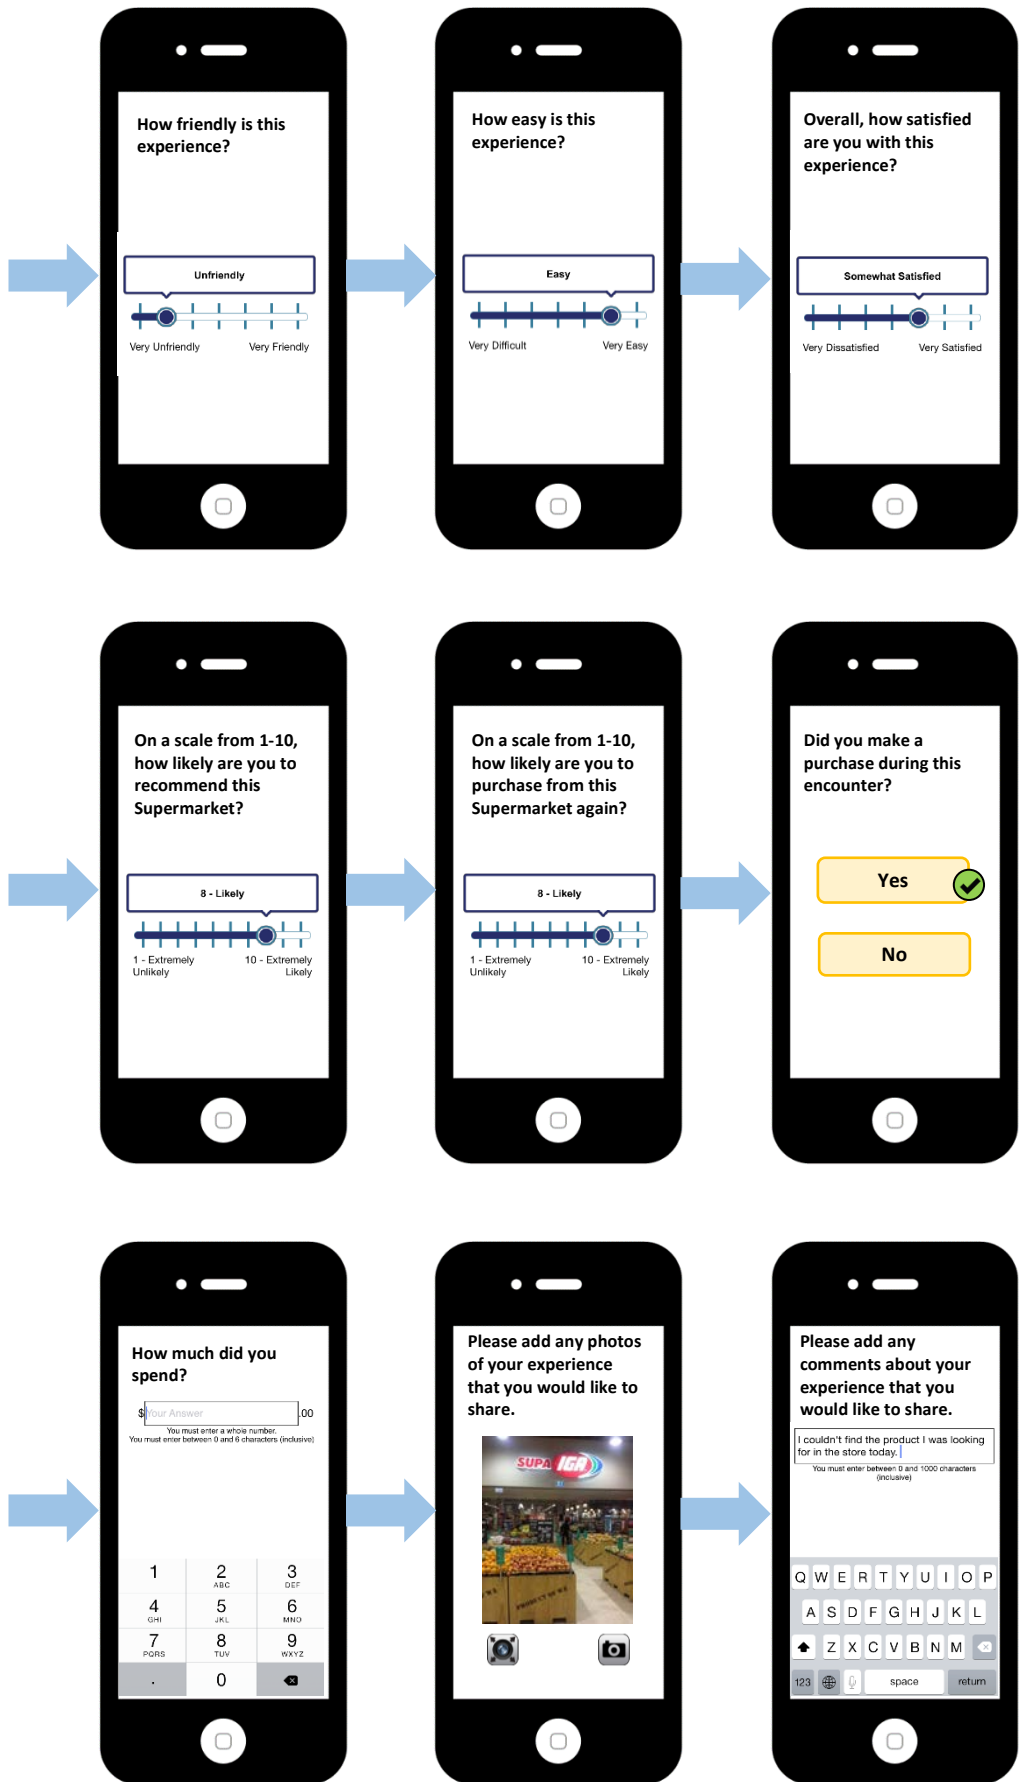 How friendly is this
experience?
Unfriendly
Very Unfriendly Very Friendly
How easy is this
experience?
Easy
Very Difficult Very Easy
Overall, how satisfied
are you with this
experience?
Somewhat Satisfied
Very Dissatisfied Very Satisfied
On a scale from 1-10,
how likely are you to
recommend this
Supermarket?
8 - Likely
1 - Extremely 10 - Extremely
Unlikely Likely
On a scale from 1-10,
how likely are you to
purchase from this
Supermarket again?
8 - Likely
1 - Extremely 10 - Extremely
Unlikely Likely
Did you make a
purchase during this
encounter?
Yes
No
How much did you
spend?
$ Your Answer .00
You must enter a whole number.
You must enter between 0 and 6 characters (inclusive)
1 2 3
ABC DEF
4 5 6
GHI JKL MNO
7 8 9
PQRS TUV WXYZ
. 0
Please add any photos
of your experience
that you would like to
share.
SUPA IGA
Please add any
comments about your
experience that you
would like to share.
I couldn't find the product I was looking
for in the store today.
You must enter between 0 and 1000 characters
(inclusive)
Q W E R T Y U I O P
A S D F G H J K L
Z X C V B N M
123 space return